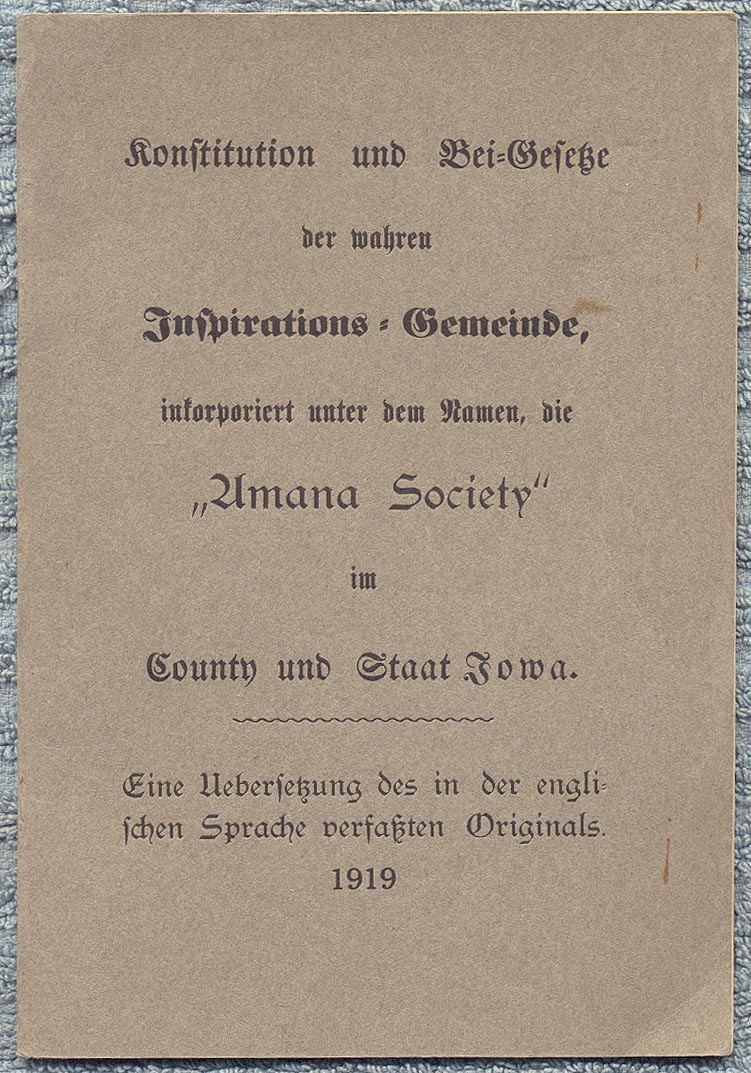 Konstitution und Bei-Gesetze
der wahren
Inspirations-Gemeinde,
inkorporiert unter dem Namen, die
„Amana Society“
im
County und Staat Iowa.
Eine Uebersetzung des in der engli-
schen Sprache verfaßten Originals.
1919